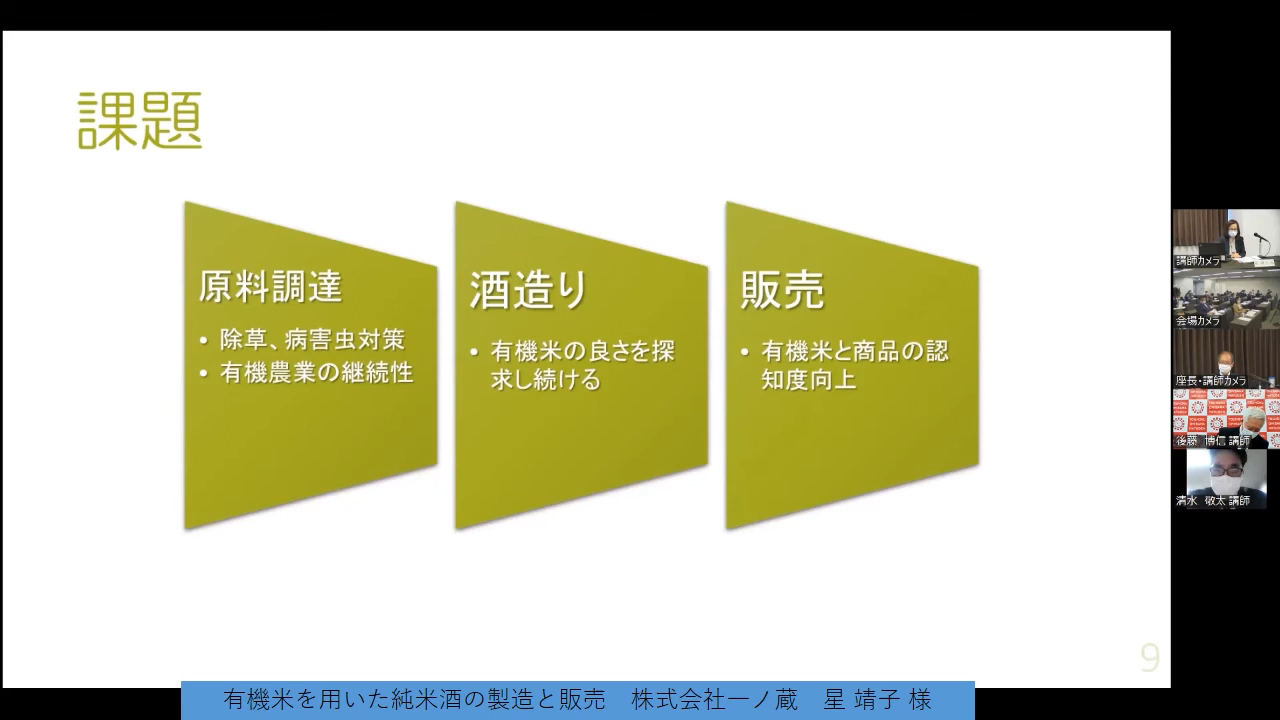 課題
原料調達
• 除草、病害虫対策
• 有機農業の継続性
酒造り
• 有機米の良さを探
求し続ける
販売
• 有機米と商品の認
知度向上
9
有機米を用いた純米酒の製造と販売　株式会社一ノ蔵　星 靖子 様
講師カメラ
会場カメラ
座長・講師カメラ
後藤 博信 講師
清水 敬太 講師